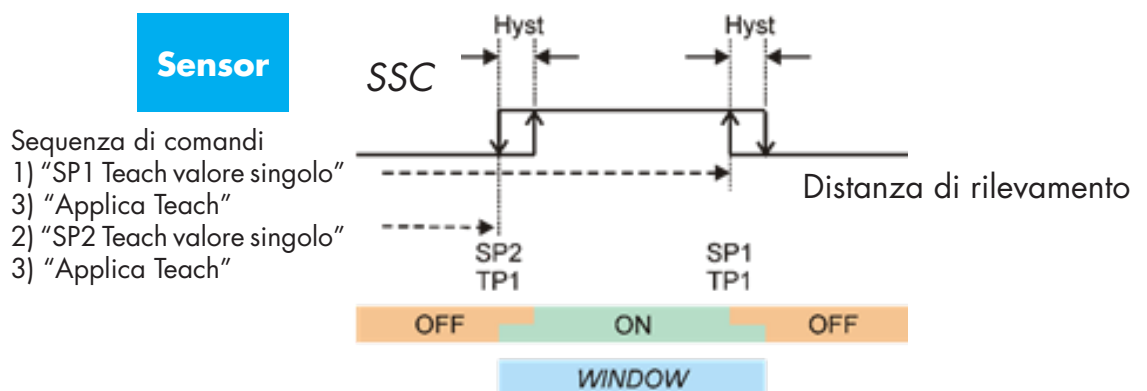 Hyst Hyst
Sensor
SSC
Sequenza di comandi
1) “SP1 Teach valore singolo”
3) “Applica Teach”
2) “SP2 Teach valore singolo”
3) “Applica Teach”
Distanza di rilevamento
SP2 SP1
TP1 TP1
OFF ON OFF
WINDOW